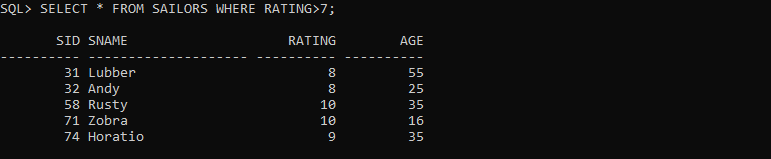 SQL> SELECT * FROM SAILORS WHERE RATING>7;
       SID SNAME                    RATING        AGE
---------- -------------------- ---------- ----------
        31 Lubber                        8         55
        32 Andy                          8         25
        58 Rusty                        10         35
        71 Zobra                        10         16
        74 Horatio                       9         35